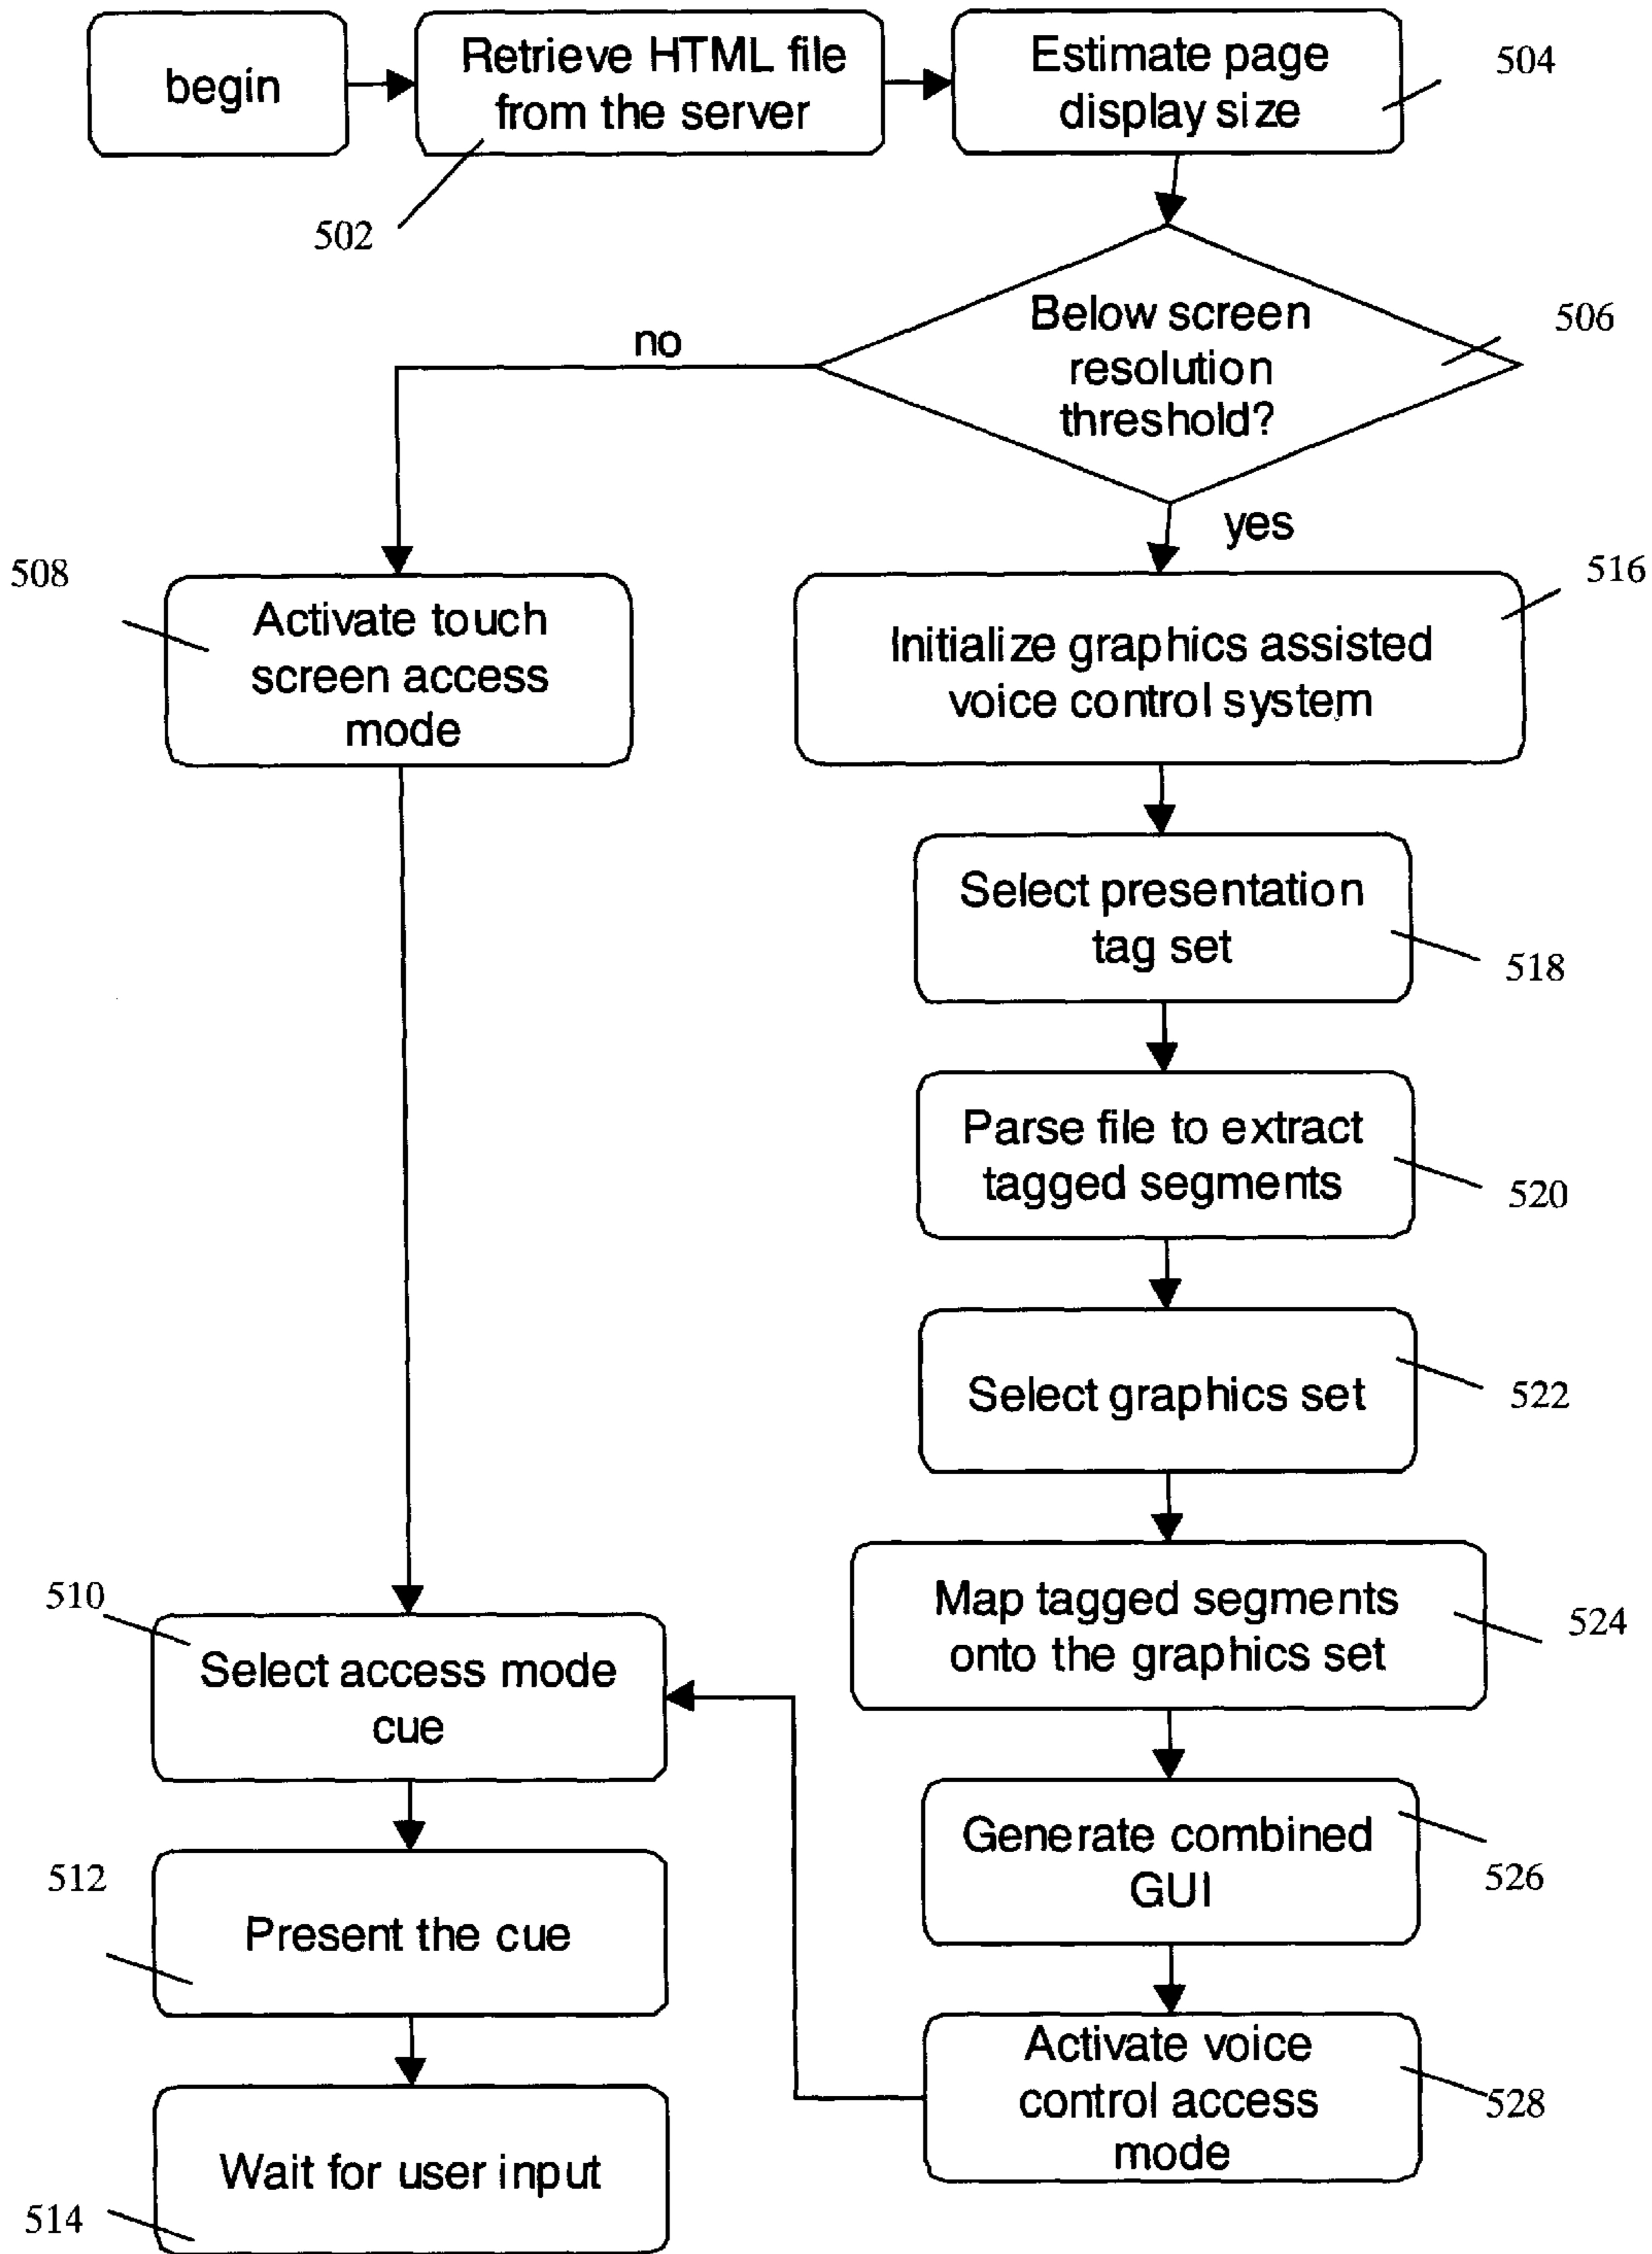 begin
Retrieve HTML file
from the server
502
Estimate page
display size
504
Below screen
resolution
threshold?
506
no
yes
508
Activate touch
screen access
mode
516
Initialize graphics assisted
voice control system
Select presentation
tag set
518
Parse file to extract
tagged segments
520
Select graphics set
522
Map tagged segments
onto the graphics set
524
510
Select access mode
cue
Generate combined
GUI
526
512
Present the cue
Activate voice
control access
mode
528
Wait for user input
514